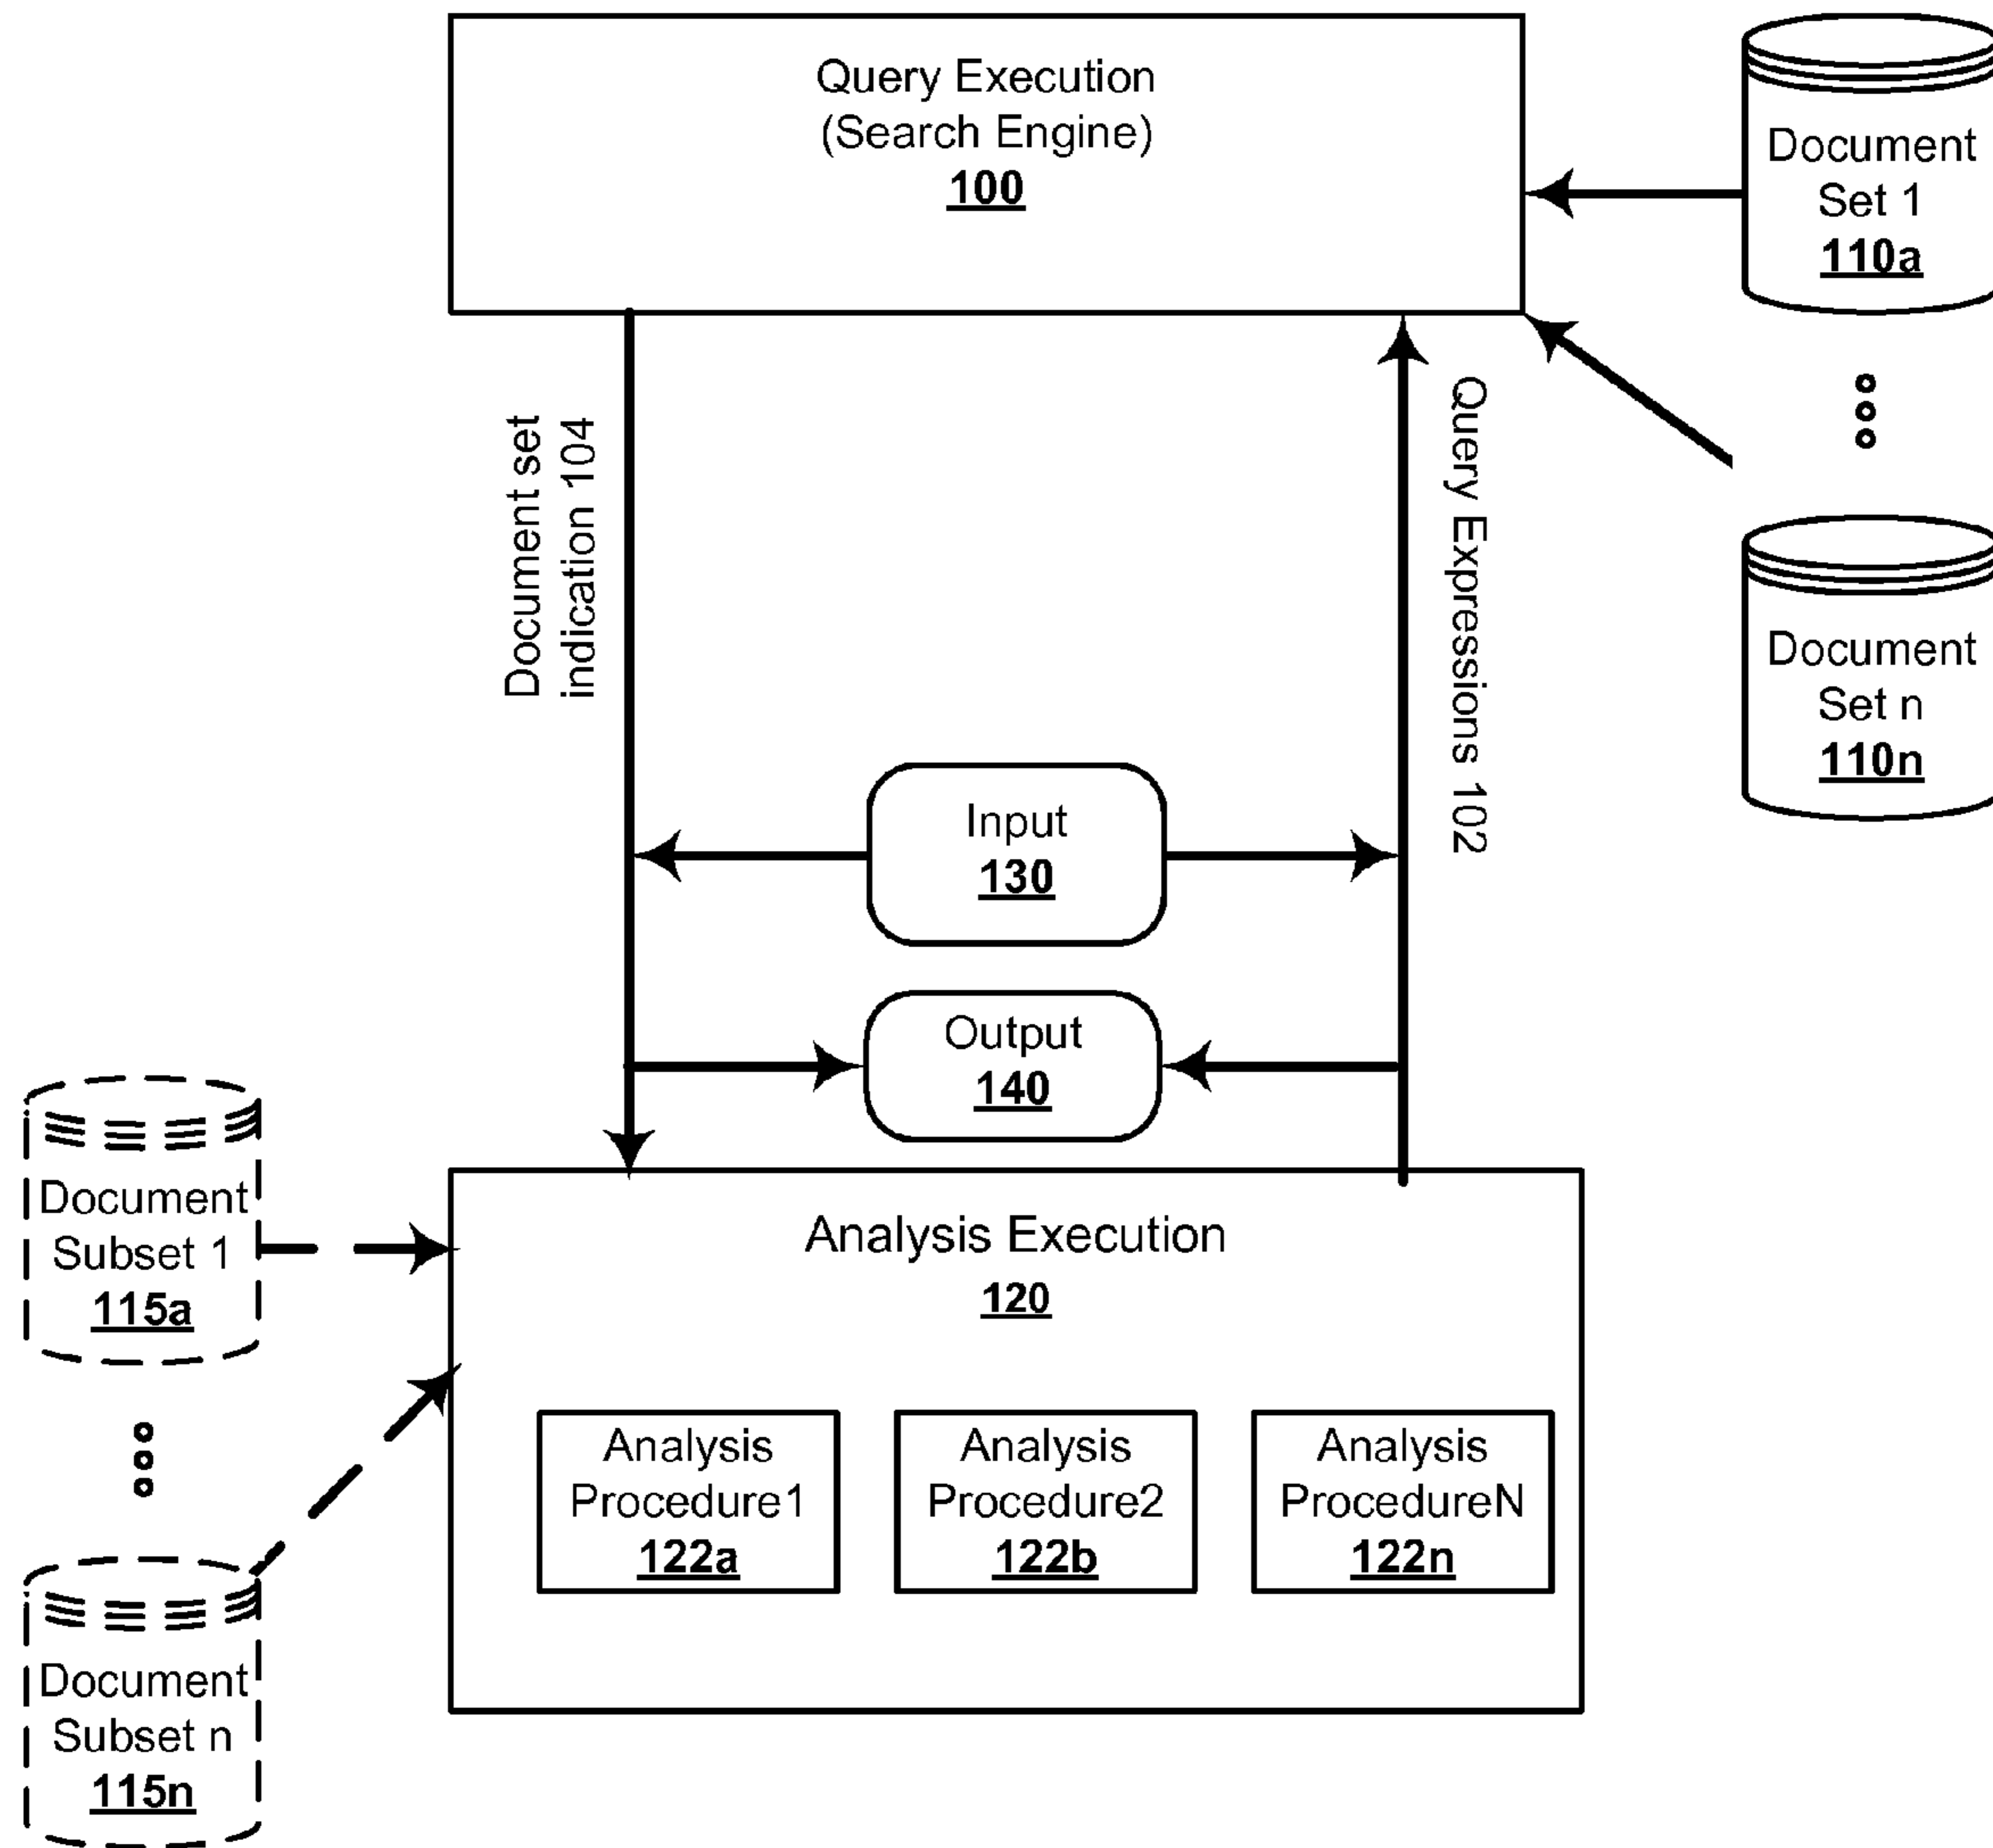 Query Execution
(Search Engine)
100
Document
Set 1
110a
Document set
indication 104
Query Expressions 102
Document
Set n
110n
Input
130
Output
140
Document
Subset 1
115a
Analysis Execution
120
Analysis
Procedure1
122a
Analysis
Procedure2
122b
Analysis
ProcedureN
122n
Document
Subset n
115n